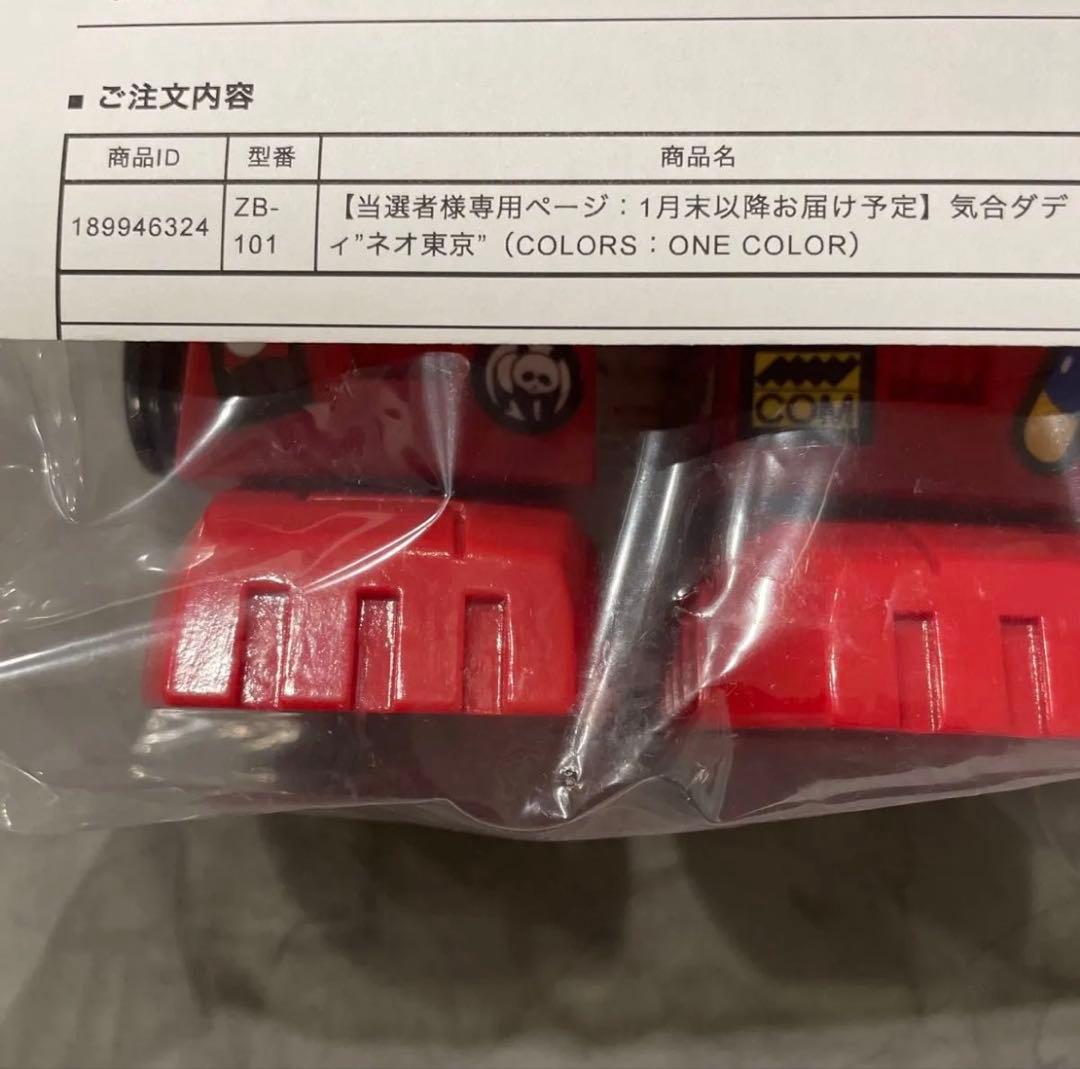 ■ ご注文内容
商品ID 型番 商品名
189946324 ZB-101 【当選者様専用ページ：1月末以降お届け予定】気合ダディ”ネオ東京”（COLORS：ONE COLOR）
COM